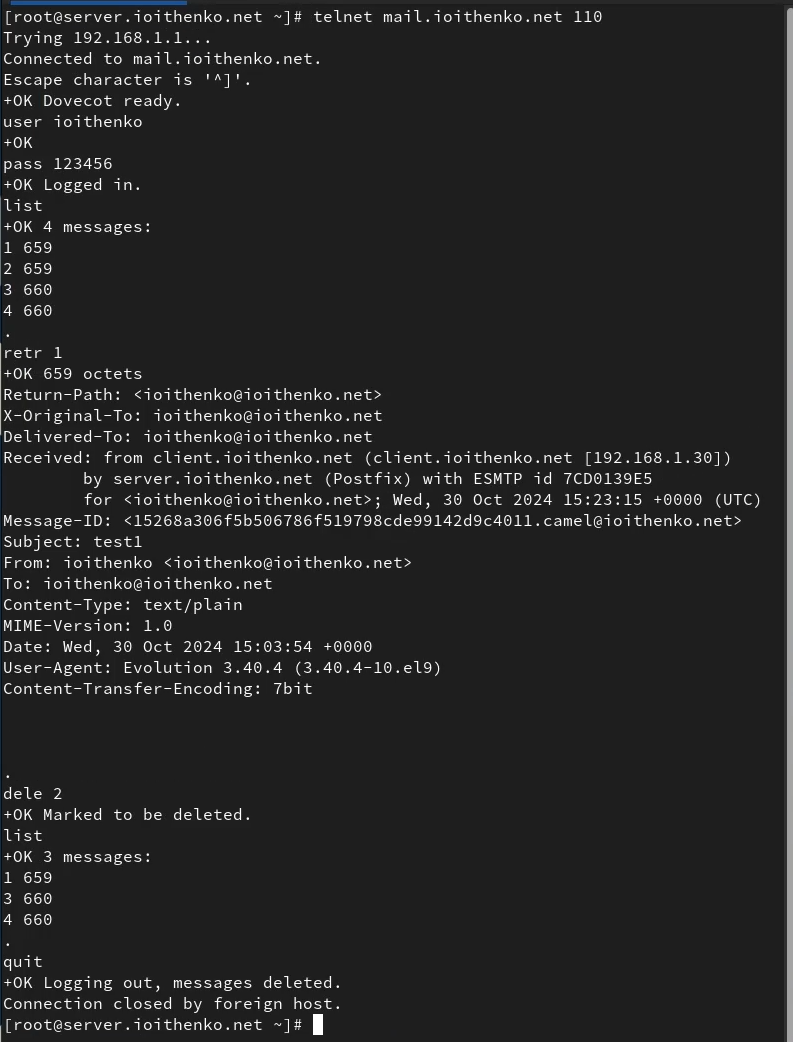 [root@server.ioithenko.net ~]# telnet mail.ioithenko.net 110
Trying 192.168.1.1...
Connected to mail.ioithenko.net.
Escape character is '^]'.
+OK Dovecot ready.
user ioithenko
+OK
pass 123456
+OK Logged in.
list
+OK 4 messages:
1 659
2 659
3 660
4 660
.
retr 1
+OK 659 octets
Return-Path: <ioithenko@ioithenko.net>
X-Original-To: ioithenko@ioithenko.net
Delivered-To: ioithenko@ioithenko.net
Received: from client.ioithenko.net (client.ioithenko.net [192.168.1.30])
        by server.ioithenko.net (Postfix) with ESMTP id 7CD0139E5
        for <ioithenko@ioithenko.net>; Wed, 30 Oct 2024 15:23:15 +0000 (UTC)
Message-ID: <15268a306f5b506786f519798cde99142d9c4011.camel@ioithenko.net>
Subject: test1
From: ioithenko <ioithenko@ioithenko.net>
To: ioithenko@ioithenko.net
Content-Type: text/plain
MIME-Version: 1.0
Date: Wed, 30 Oct 2024 15:03:54 +0000
User-Agent: Evolution 3.40.4 (3.40.4-10.el9)
Content-Transfer-Encoding: 7bit
.
dele 2
+OK Marked to be deleted.
list
+OK 3 messages:
1 659
3 660
4 660
.
quit
+OK Logging out, messages deleted.
Connection closed by foreign host.
[root@server.ioithenko.net ~]#